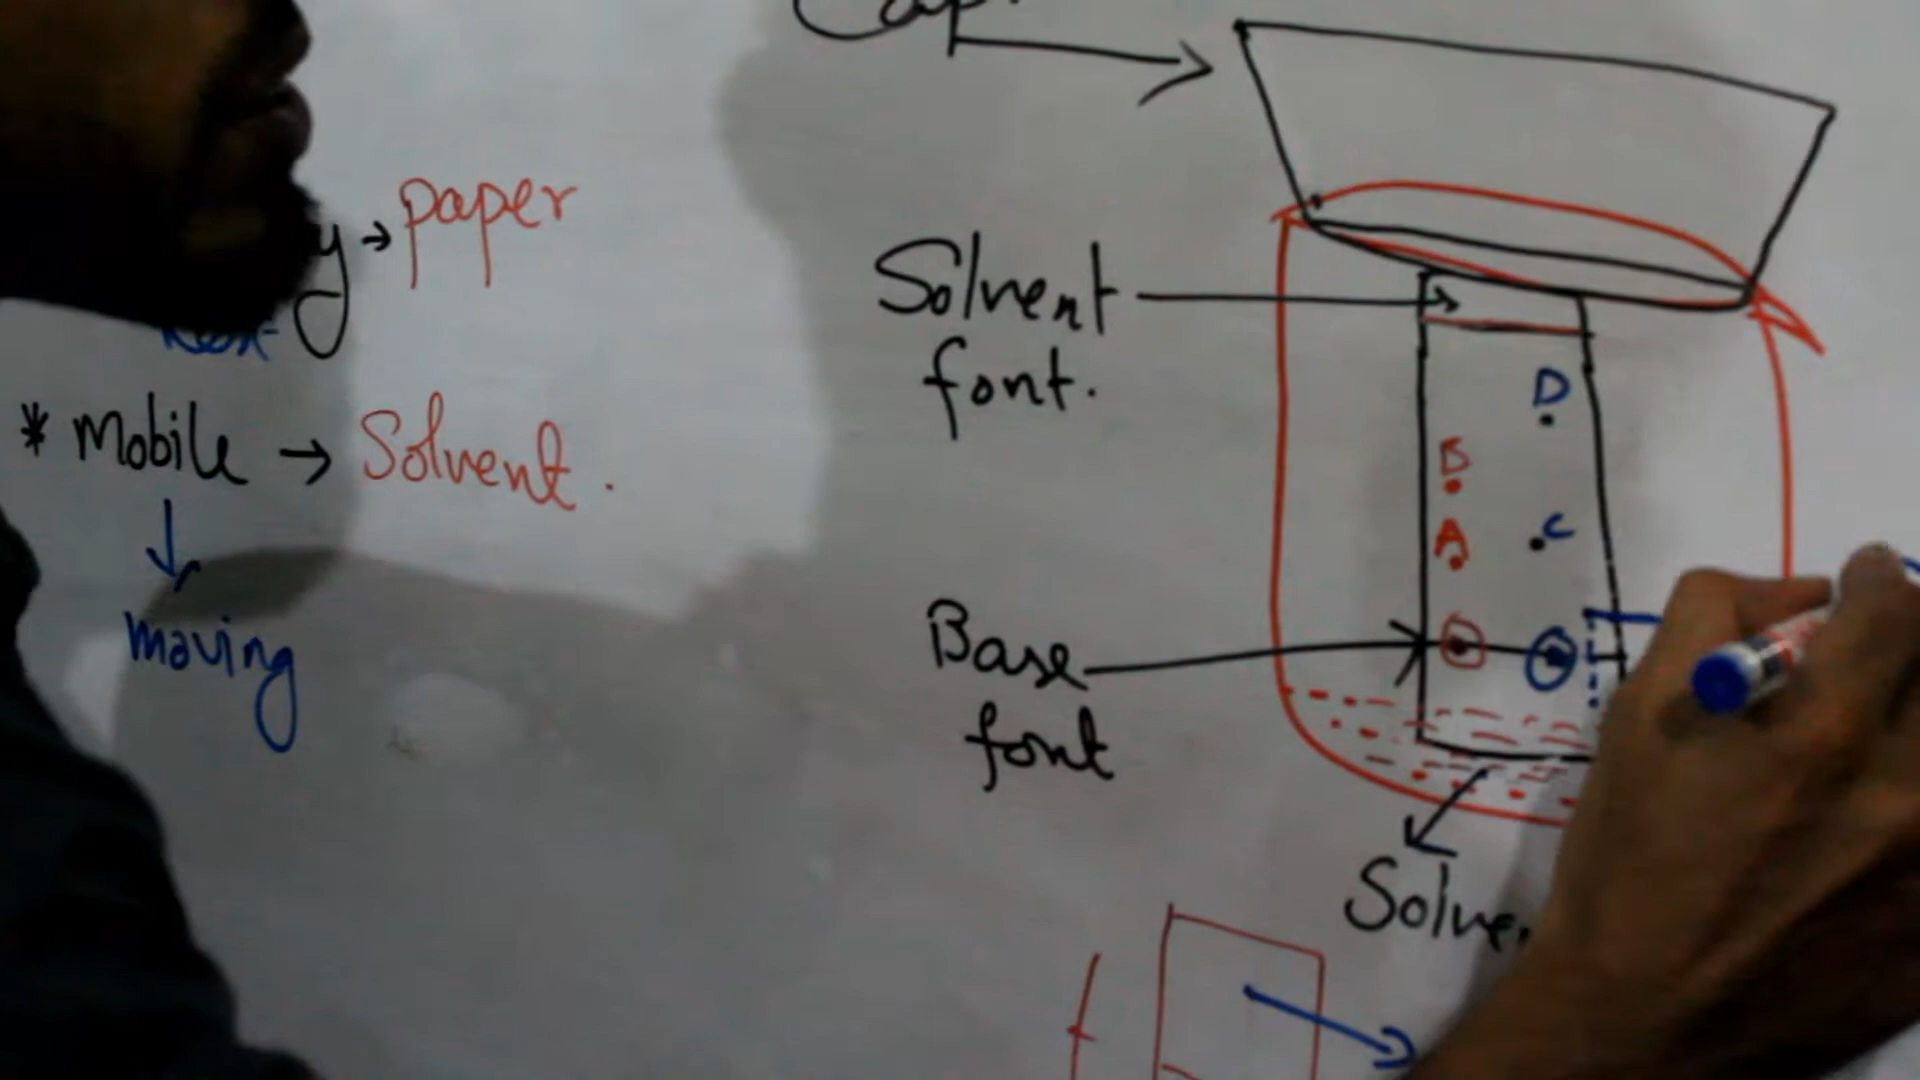 paper
* Mobile → Solvent.
moving
Solvent
font.
D
B
A
C
Base
font